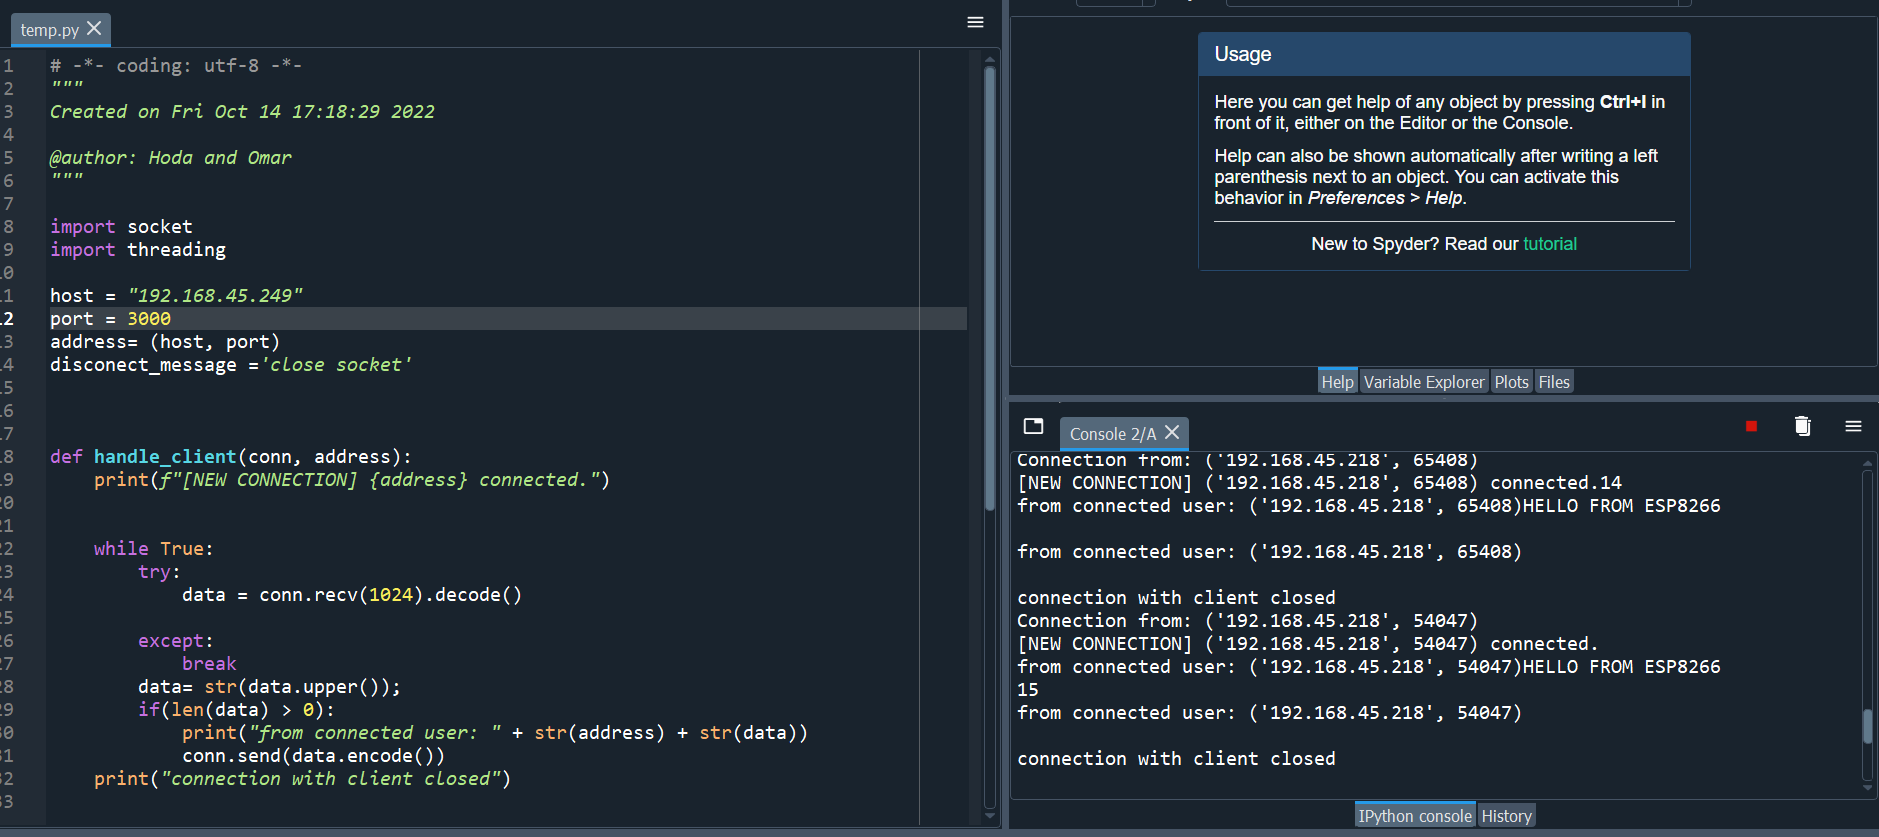 temp.py
1 # -*- coding: utf-8 -*-
2 """
3 Created on Fri Oct 14 17:18:29 2022
4
5 @author: Hoda and Omar
6 """
7
8 import socket
9 import threading
.0
.1 host = "192.168.45.249"
.2 port = 3000
.3 address= (host, port)
.4 disconect_message ='close socket'
.5
.6
.7
.8 def handle_client(conn, address):
.9     print(f"[NEW CONNECTION] {address} connected.")
20
21
22     while True:
23         try:
24             data = conn.recv(1024).decode()
25
26         except:
27             break
28         data= str(data.upper());
29         if(len(data) > 0):
30             print("from connected user: " + str(address) + str(data))
31             conn.send(data.encode())
32     print("connection with client closed")
33
Usage
Here you can get help of any object by pressing Ctrl+I in
front of it, either on the Editor or the Console.
Help can also be shown automatically after writing a left
parenthesis next to an object. You can activate this
behavior in Preferences > Help.
New to Spyder? Read our tutorial
Help Variable Explorer Plots Files
Console 2/A
Connection from: ('192.168.45.218', 65408)
[NEW CONNECTION] ('192.168.45.218', 65408) connected.14
from connected user: ('192.168.45.218', 65408)HELLO FROM ESP8266
from connected user: ('192.168.45.218', 65408)
connection with client closed
Connection from: ('192.168.45.218', 54047)
[NEW CONNECTION] ('192.168.45.218', 54047) connected.
from connected user: ('192.168.45.218', 54047)HELLO FROM ESP8266
15
from connected user: ('192.168.45.218', 54047)
connection with client closed
IPython console History